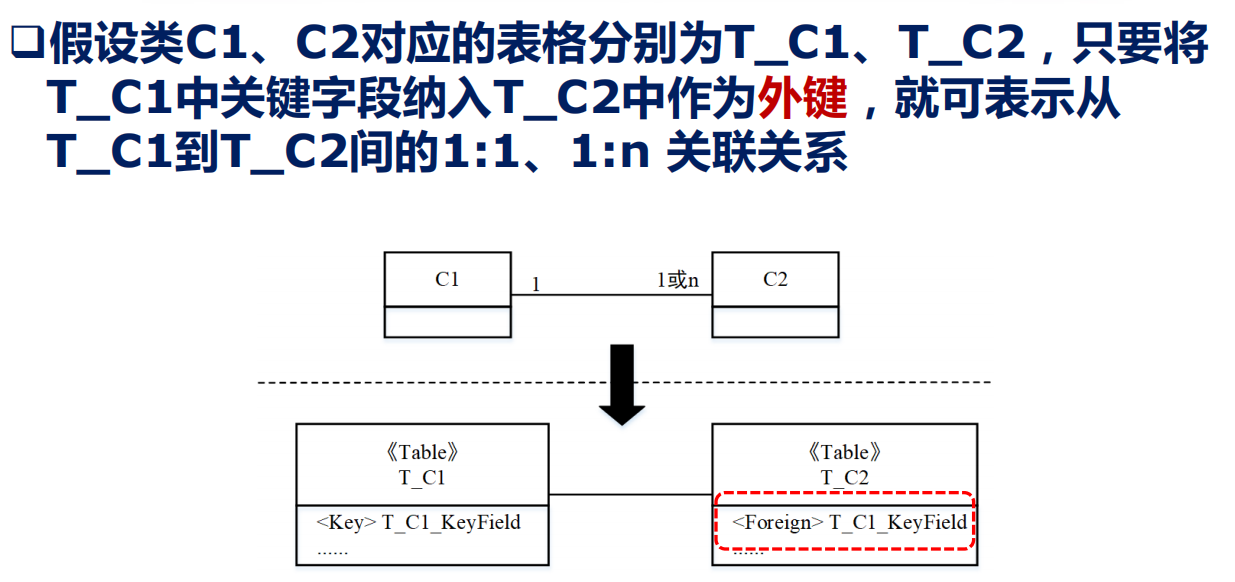 ❑假设类C1、C2对应的表格分别为T_C1、T_C2，只要将
T_C1中关键字段纳入T_C2中作为外键，就可表示从
T_C1到T_C2间的1:1、1:n 关联关系
C1
1
1或n
C2
《Table》
T_C1
<Key> T_C1_KeyField
......
《Table》
T_C2
<Foreign> T_C1_KeyField
......